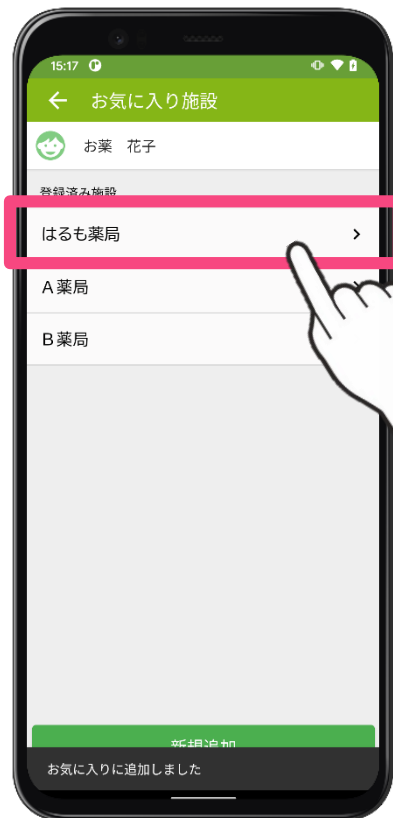 15:17
お気に入り施設
お薬 花子
登録済み施設
はるも薬局
A薬局
B薬局
新規追加
お気に入りに追加しました